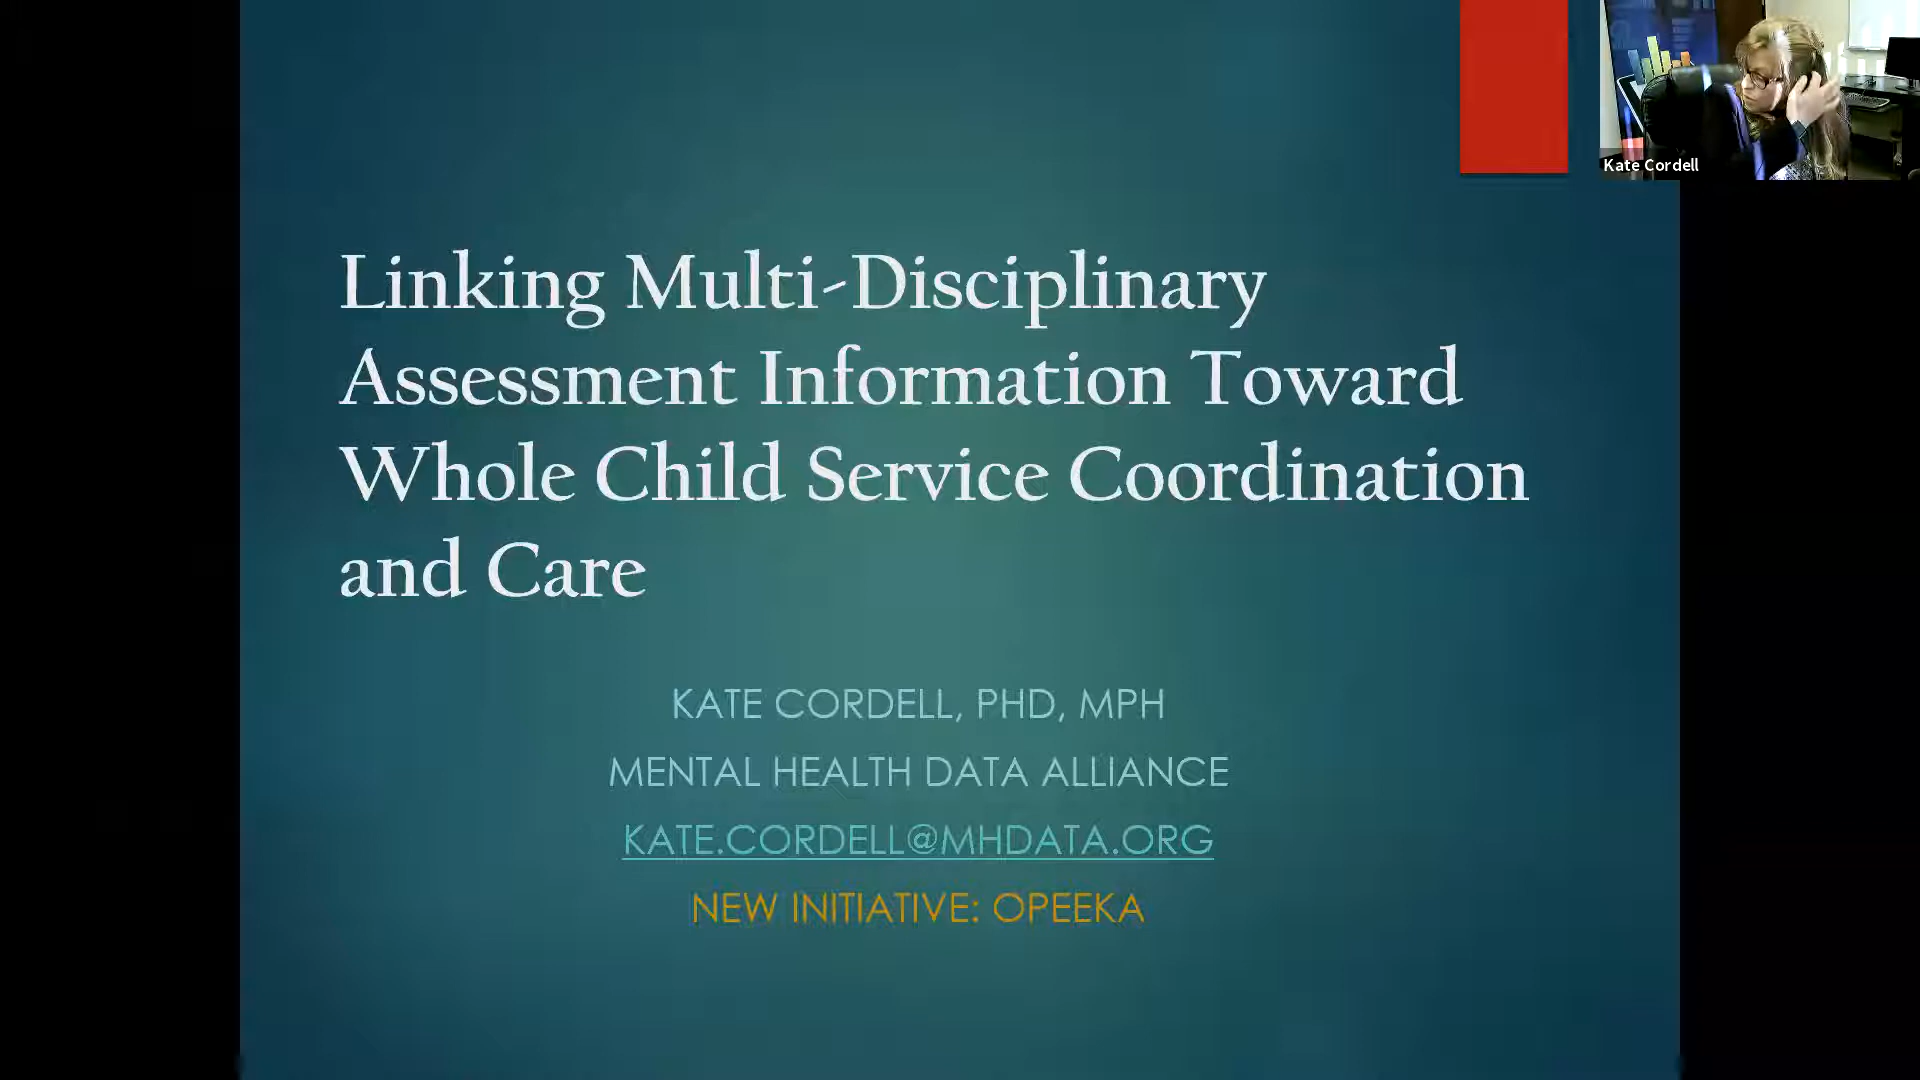 Kate Cordell
Linking Multi-Disciplinary
Assessment Information Toward
Whole Child Service Coordination
and Care
KATE CORDELL, PHD, MPH
MENTAL HEALTH DATA ALLIANCE
KATE.CORDELL@MHDATA.ORG
NEW INITIATIVE: OPEEKA